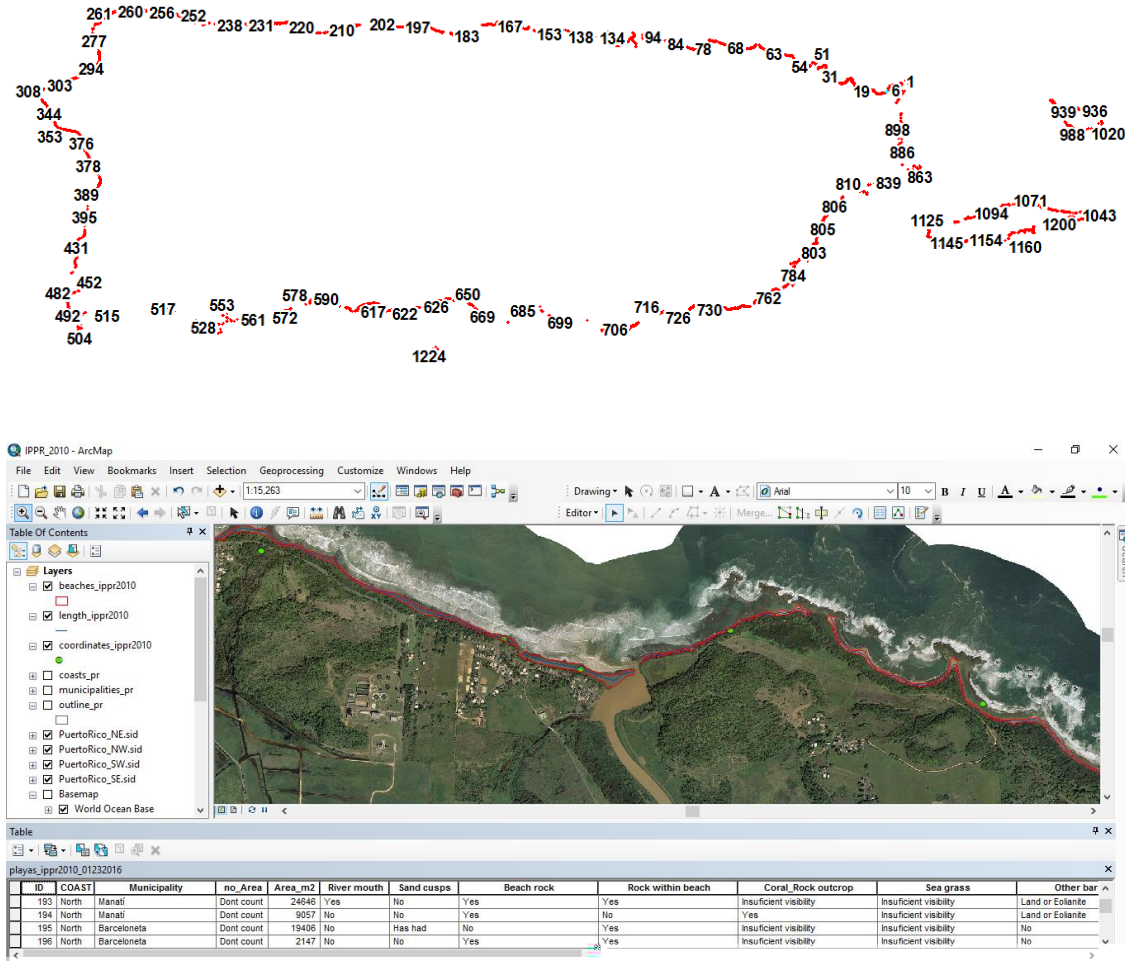 261 260 256 252 238 231 220 210 202 197 183 167 153 138 134 94 84 78 68 63 54 51 31 19 6 1
277
294
308 303
344
353 376
378
389
395
431
452
482
492 515 517
504
553
528 561 572
578 590
617 622 626 650
669 685 699
706 716 726 730
762
784
803
805
806
810 839
863
886
898
939 936
988 1020
1071
1094 1043
1125 1200
1145 1154 1160
1224
IPPR_2010 - ArcMap
File Edit View Bookmarks Insert Selection Geoprocessing Customize Windows Help
1:15,263 Drawing Arial 10 B I U A
Editor Merge...
Table Of Contents
Layers
beaches_ippr2010
length_ippr2010
coordinates_ippr2010
coasts_pr
municipalities_pr
outline_pr
PuertoRico_NE.sid
PuertoRico_NW.sid
PuertoRico_SW.sid
PuertoRico_SE.sid
Basemap
World Ocean Base
Table
playas_ippr2010_01232016
ID COAST Municipality no_Area Area_m2 River mouth Sand cusps Beach rock Rock within beach Coral_Rock outcrop Sea grass Other bar
193 North Manatí Dont count 24646 Yes No Yes Yes Insuficient visibility Insuficient visibility Land or Eolianite
194 North Manatí Dont count 9057 No No Yes No Yes Insuficient visibility Land or Eolianite
195 North Barceloneta Dont count 19406 No Has had No Yes Insuficient visibility Insuficient visibility No
196 North Barceloneta Dont count 2147 No No Yes Yes Insuficient visibility Insuficient visibility No